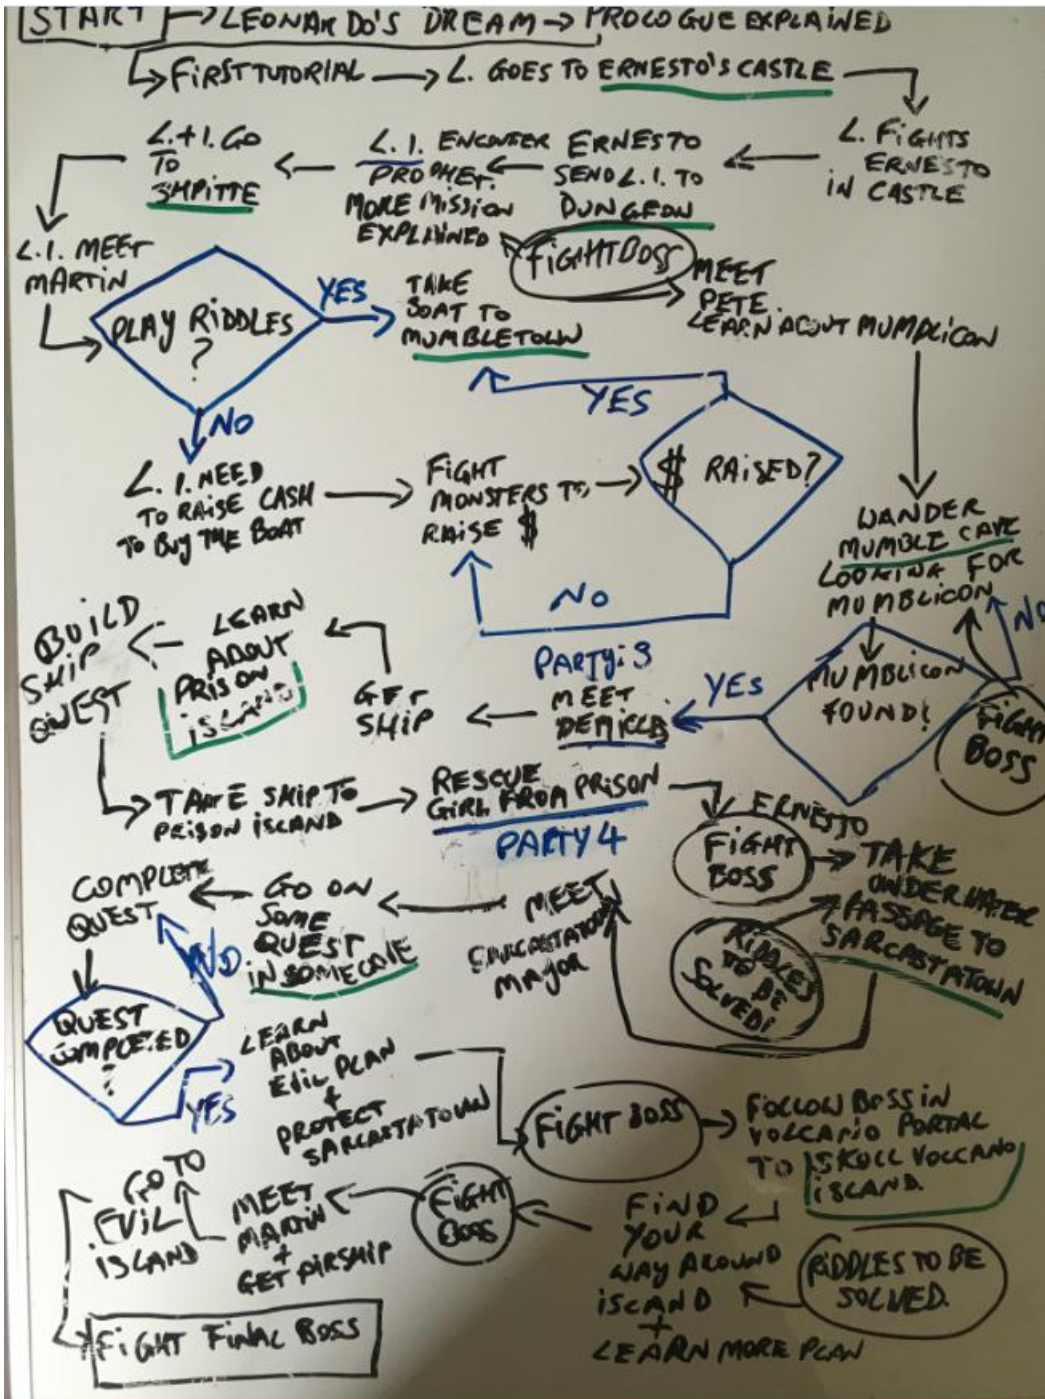 START → LEONARDO'S DREAM → PROLOGUE EXPLAINED
FIRST TUTORIAL → L. GOES TO ERNESTO'S CASTLE
L. FIGHTS
ERNESTO
IN CASTLE
ERNESTO
SEND L.I. TO
DUNGEON
L.I. ENCOUTER
PROPHET.
MORE MISSION
EXPLAINED
FIGHT BOSS
L.+I. GO
TO
SHPITTE
L.I. MEET
MARTIN
PLAY RIDDLES
?
YES
TAKE
BOAT TO
MUMBLETOWN
MEET
PETE.
LEARN ABOUT MUMBLICON
NO
L. I. NEED
TO RAISE CASH
TO BUY THE BOAT
FIGHT
MONSTERS TO
RAISE $
$ RAISED?
YES
NO
WANDER
MUMBLE CAVE
LOOKING FOR
MUMBLICON
MUMBLICON
FOUND?
NO
FIGHT
BOSS
YES
PARTY: 3
MEET
GET
SHIP
LEARN
ABOUT
PRISON
ISLAND
BUILD
SHIP
QUEST
TAKE SHIP TO
PRISON ISLAND
RESCUE
GIRL FROM PRISON
PARTY 4
ERNESTO
FIGHT
BOSS
TAKE
UNDERWATER
PASSAGE TO
SARCASTATOWN
RIDDLES
TO BE
SOLVED!
MEET
SARCASTATOWN
MAJOR
GO ON
SOME
QUEST
IN SOME CAVE
COMPLETE
QUEST
NO
QUEST
COMPLETED
?
YES
LEARN
ABOUT
EVIL PLAN
+
PROTECT
SARCASTATOWN
FIGHT BOSS
FOLLOW BOSS IN
VOLCANO PORTAL
TO SKULL VOLCANO
ISLAND.
FIND
YOUR
WAY AROUND
ISLAND
+
LEARN MORE PLAN
RIDDLES TO BE
SOLVED.
FIGHT
BOSS
MEET
MARTIN
+
GET AIRSHIP
GO TO
EVIL
ISLAND
FIGHT FINAL BOSS